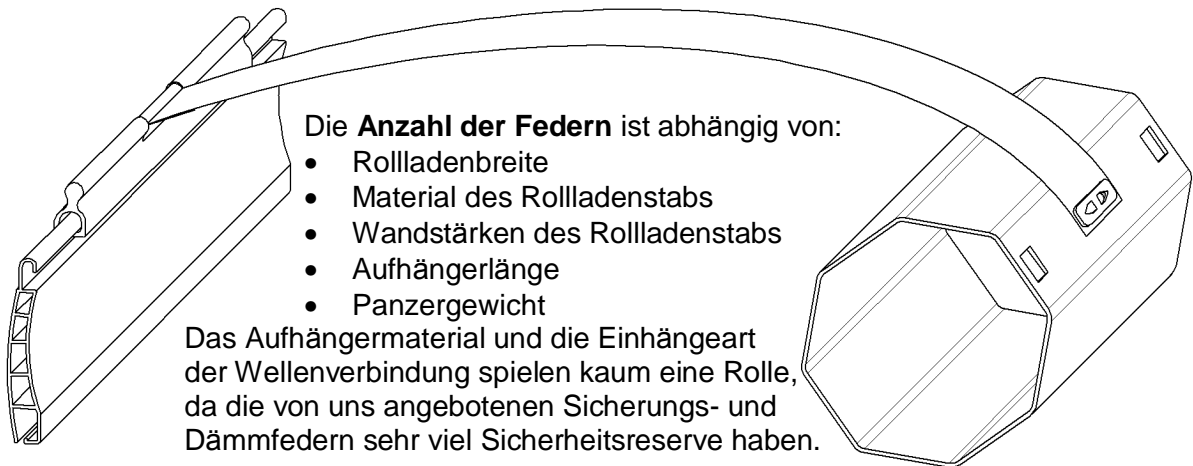 Die Anzahl der Federn ist abhängig von:
• Rollladenbreite
• Material des Rollladenstabs
• Wandstärken des Rollladenstabs
• Aufhängerlänge
• Panzergewicht
Das Aufhängermaterial und die Einhängeart
der Wellenverbindung spielen kaum eine Rolle,
da die von uns angebotenen Sicherungs- und
Dämmfedern sehr viel Sicherheitsreserve haben.